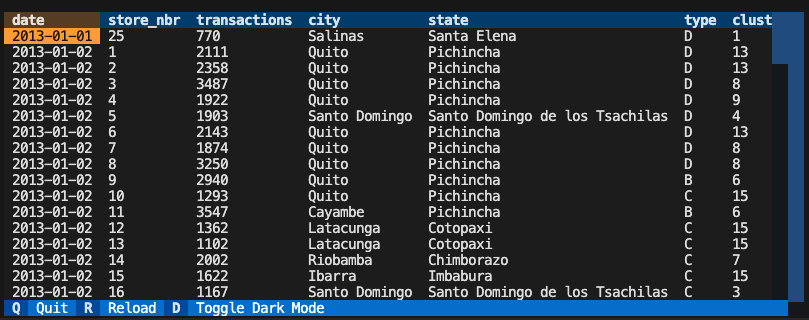 date store_nbr transactions city state type clust
2013-01-01 25 770 Salinas Santa Elena D 1
2013-01-02 1 2111 Quito Pichincha D 13
2013-01-02 2 2358 Quito Pichincha D 13
2013-01-02 3 3487 Quito Pichincha D 8
2013-01-02 4 1922 Quito Pichincha D 9
2013-01-02 5 1903 Santo Domingo Santo Domingo de los Tsachilas D 4
2013-01-02 6 2143 Quito Pichincha D 13
2013-01-02 7 1874 Quito Pichincha D 8
2013-01-02 8 3250 Quito Pichincha D 8
2013-01-02 9 2940 Quito Pichincha B 6
2013-01-02 10 1293 Quito Pichincha C 15
2013-01-02 11 3547 Cayambe Pichincha B 6
2013-01-02 12 1362 Latacunga Cotopaxi C 15
2013-01-02 13 1102 Latacunga Cotopaxi C 15
2013-01-02 14 2002 Riobamba Chimborazo C 7
2013-01-02 15 1622 Ibarra Imbabura C 15
2013-01-02 16 1167 Santo Domingo Santo Domingo de los Tsachilas C 3
Q Quit R Reload D Toggle Dark Mode